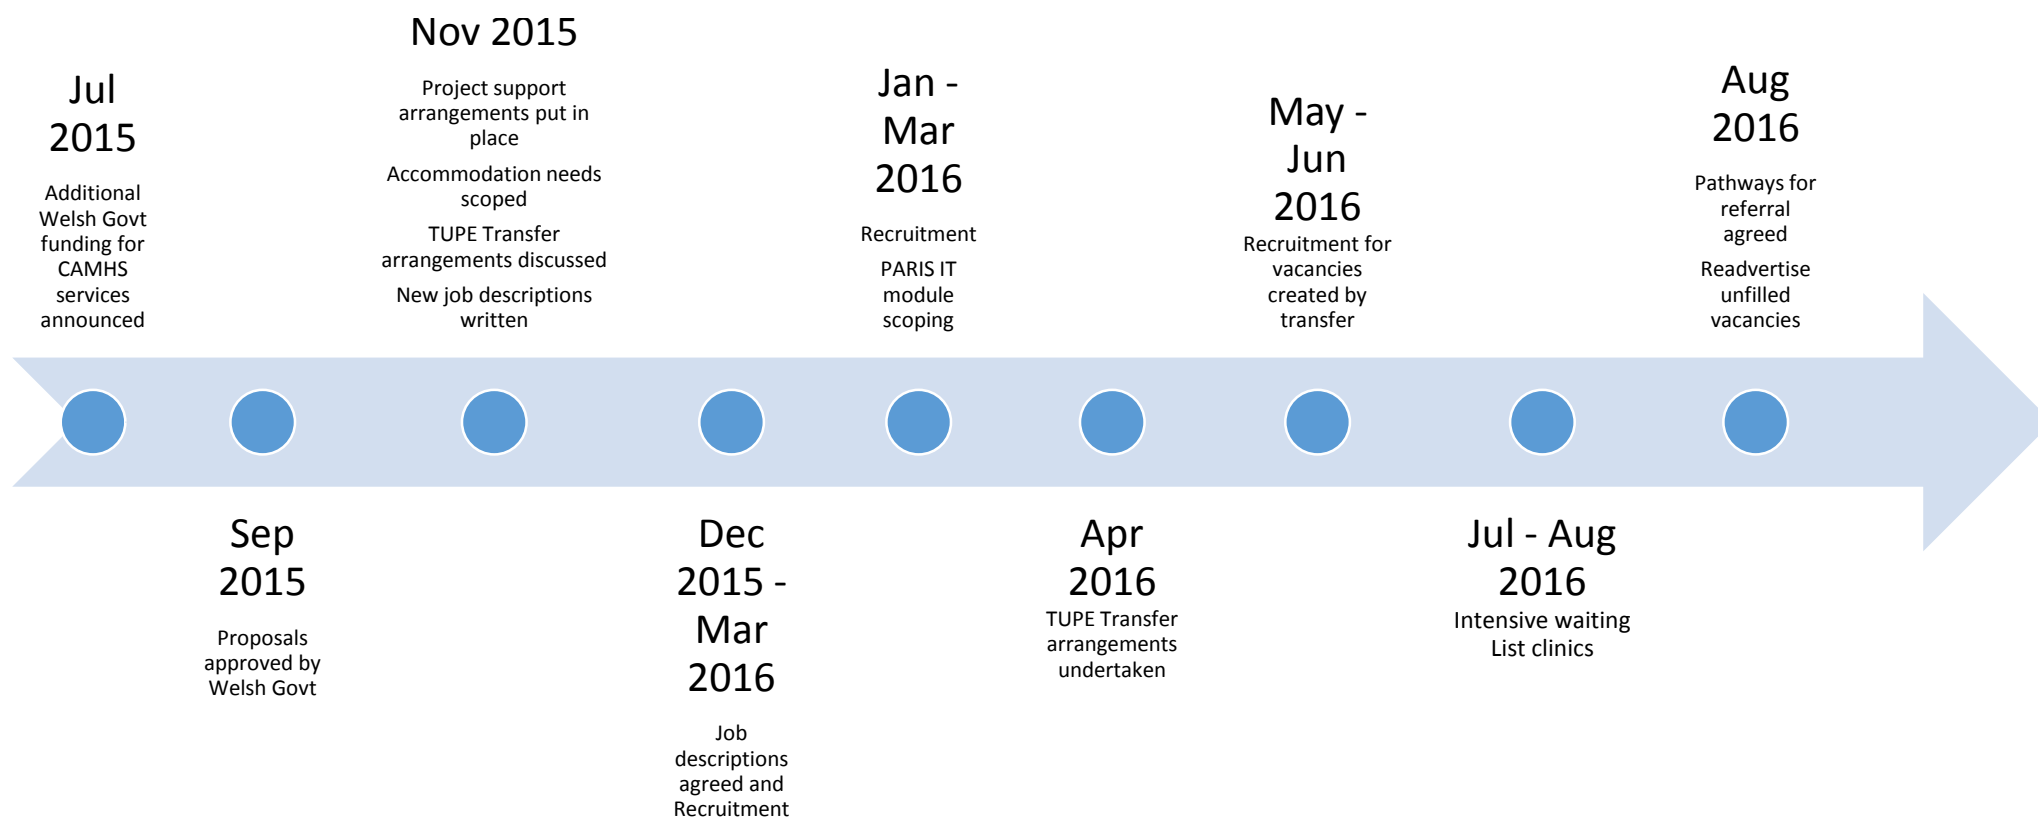 Jul
2015
Additional
Welsh Govt
funding for
CAMHS
services
announced
Sep
2015
Proposals
approved by
Welsh Govt
Nov 2015
Project support
arrangements put in
place
Accommodation needs
scoped
TUPE Transfer
arrangements discussed
New job descriptions
written
Dec
2015 -
Mar
2016
Job
descriptions
agreed and
Recruitment
Jan -
Mar
2016
Recruitment
PARIS IT
module
scoping
Apr
2016
TUPE Transfer
arrangements
undertaken
May -
Jun
2016
Recruitment for
vacancies
created by
transfer
Jul - Aug
2016
Intensive waiting
List clinics
Aug
2016
Pathways for
referral
agreed
Readvertise
unfilled
vacancies